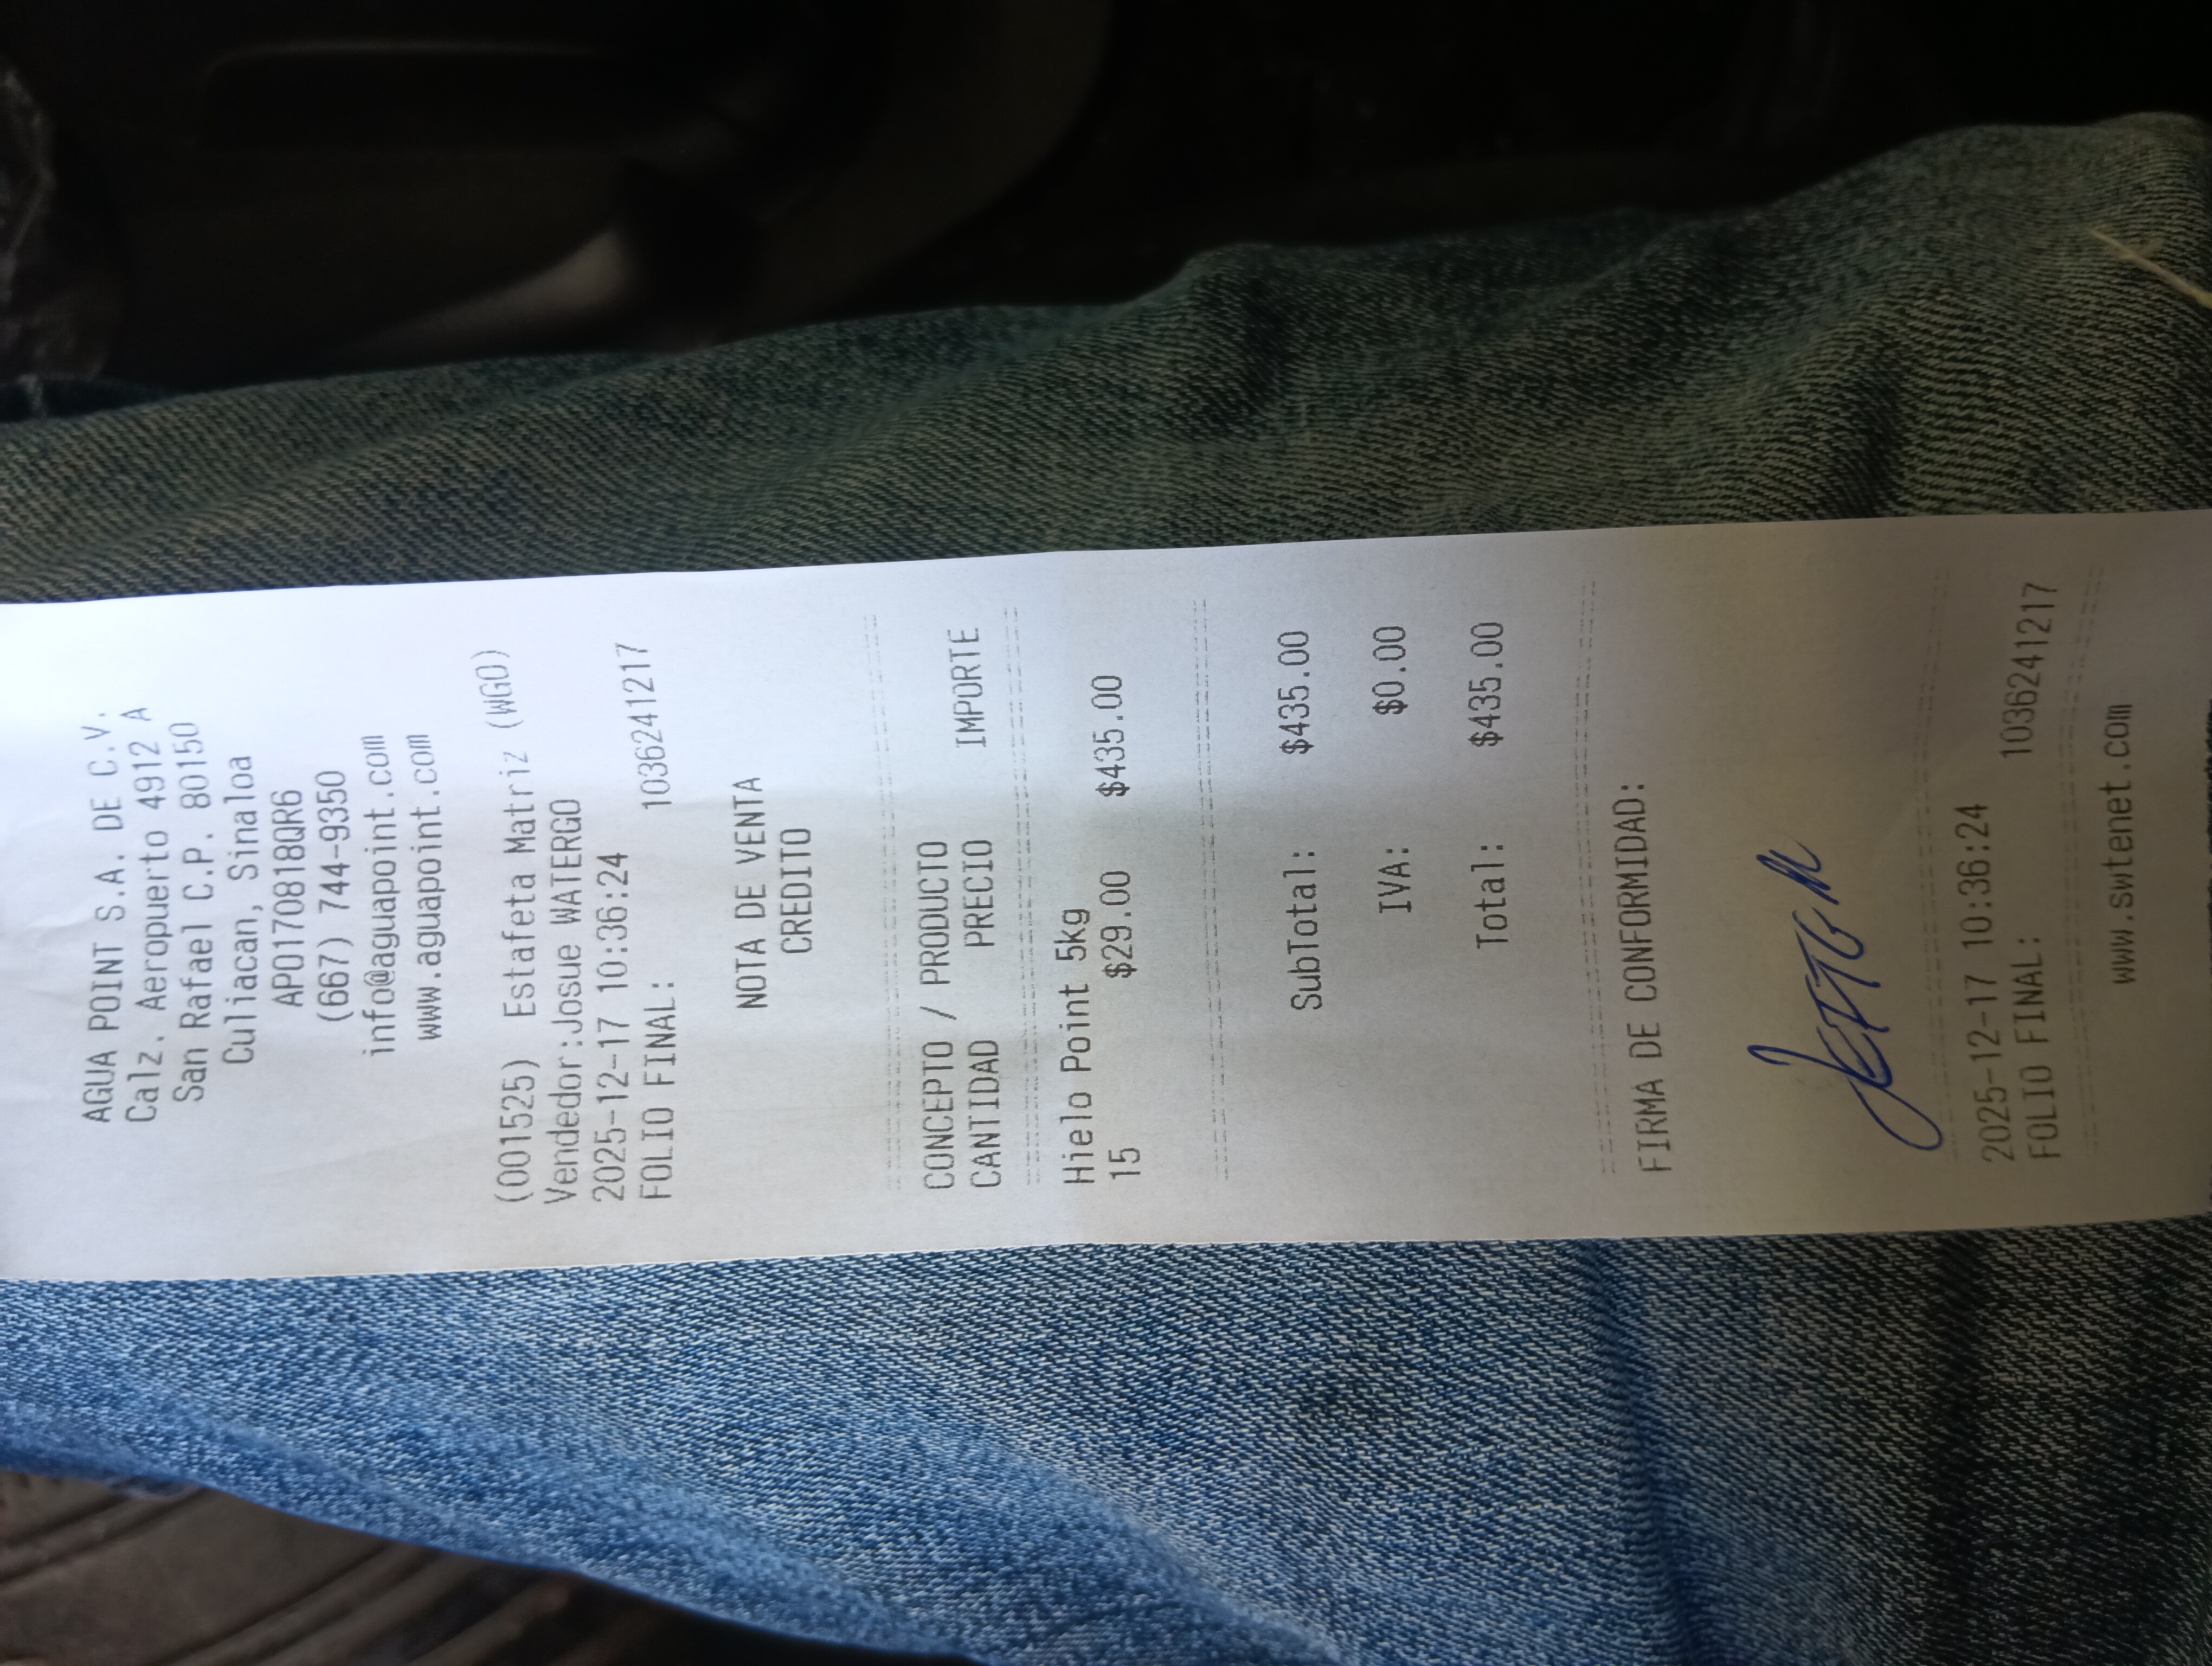 AGUA POINT S.A. DE C.V.
Calz. Aeropuerto 4912 A
San Rafael C.P. 80150
Culiacan, Sinaloa
APO170818QR6
(667) 744-9350
info@aguapoint.com
www.aguapoint.com
(001525) Estafeta Matriz (WGO)
Vendedor:Josue WATERGO
2025-12-17 10:36:24
FOLIO FINAL: 1036241217
NOTA DE VENTA
CREDITO
CONCEPTO / PRODUCTO
CANTIDAD PRECIO IMPORTE
Hielo Point 5kg
15 $29.00 $435.00
SubTotal: $435.00
IVA: $0.00
Total: $435.00
FIRMA DE CONFORMIDAD:
2025-12-17 10:36:24
FOLIO FINAL: 1036241217
www.swtenet.com